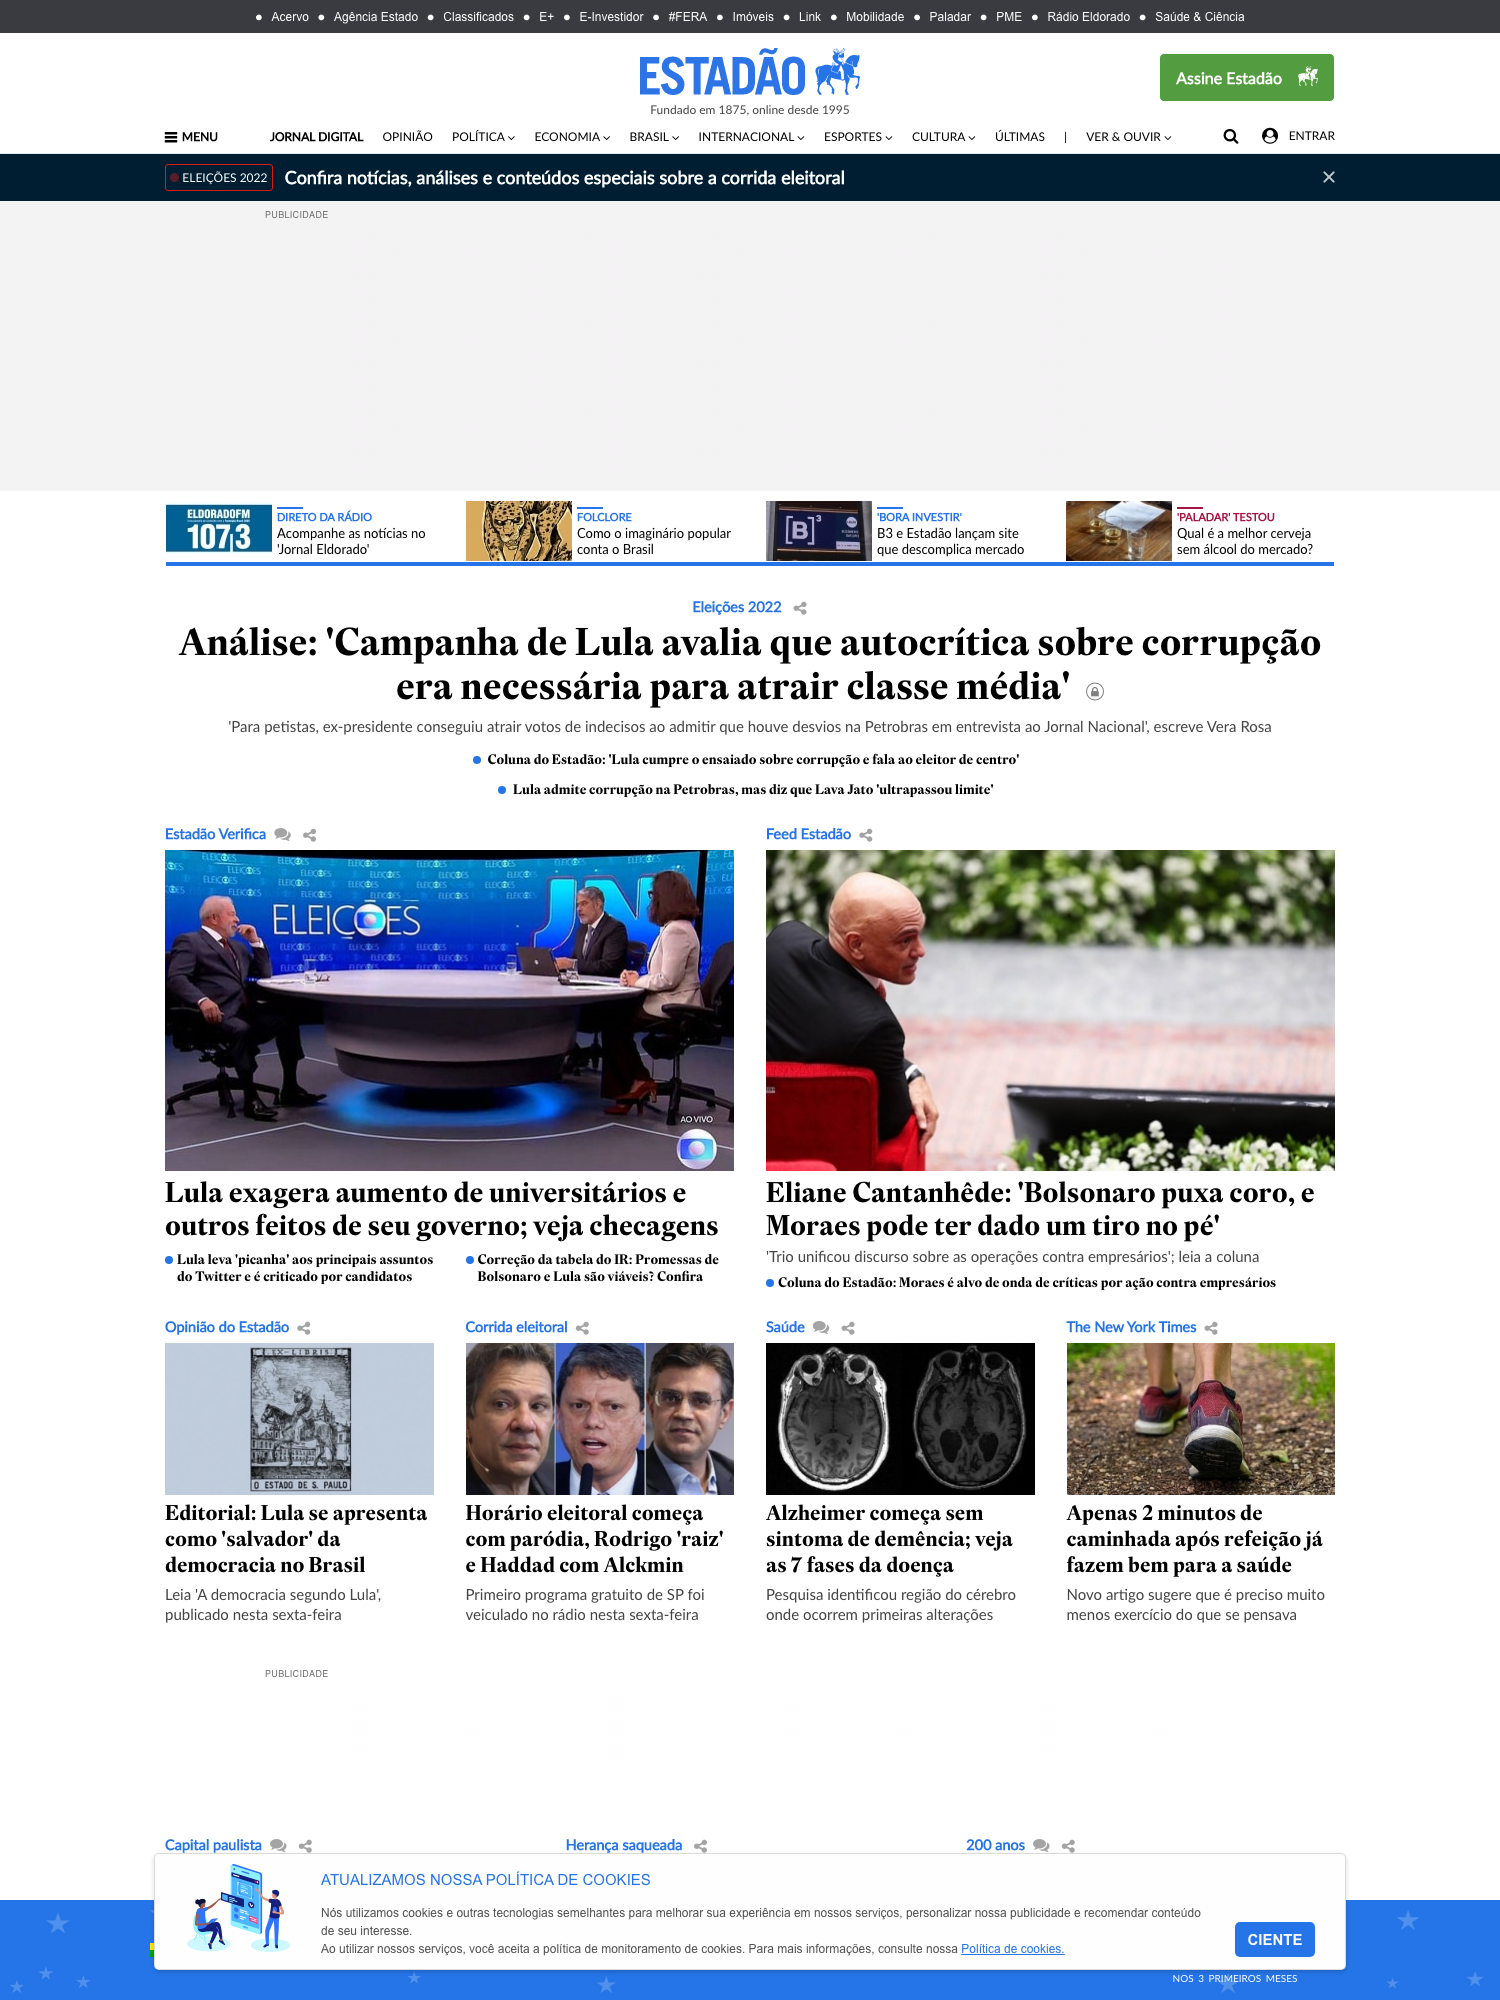 Acervo Agência Estado Classificados E+ E-Investidor #FERA Imóveis Link Mobilidade Paladar PME Rádio Eldorado Saúde & Ciência
ESTADÃO
Fundado em 1875, online desde 1995
Assine Estadão
MENU JORNAL DIGITAL OPINIÃO POLÍTICA ECONOMIA BRASIL INTERNACIONAL ESPORTES CULTURA ÚLTIMAS | VER & OUVIR ENTRAR
ELEIÇÕES 2022 Confira notícias, análises e conteúdos especiais sobre a corrida eleitoral
PUBLICIDADE
ELDORADOFM
107,3
DIRETO DA RÁDIO
Acompanhe as notícias no
'Jornal Eldorado'
FOLCLORE
Como o imaginário popular
conta o Brasil
[B]3
'BORA INVESTIR'
B3 e Estadão lançam site
que descomplica mercado
'PALADAR' TESTOU
Qual é a melhor cerveja
sem álcool do mercado?
Eleições 2022
Análise: 'Campanha de Lula avalia que autocrítica sobre corrupção
era necessária para atrair classe média'
'Para petistas, ex-presidente conseguiu atrair votos de indecisos ao admitir que houve desvios na Petrobras em entrevista ao Jornal Nacional', escreve Vera Rosa
Coluna do Estadão: 'Lula cumpre o ensaiado sobre corrupção e fala ao eleitor de centro'
Lula admite corrupção na Petrobras, mas diz que Lava Jato 'ultrapassou limite'
Estadão Verifica
ELEIÇÕES
JN
AO VIVO
Lula exagera aumento de universitários e
outros feitos de seu governo; veja checagens
Lula leva 'picanha' aos principais assuntos
do Twitter e é criticado por candidatos
Correção da tabela do IR: Promessas de
Bolsonaro e Lula são viáveis? Confira
Feed Estadão
Eliane Cantanhêde: 'Bolsonaro puxa coro, e
Moraes pode ter dado um tiro no pé'
'Trio unificou discurso sobre as operações contra empresários'; leia a coluna
Coluna do Estadão: Moraes é alvo de onda de críticas por ação contra empresários
Opinião do Estadão
EX-LIBRIS
O ESTADO DE S. PAULO
Editorial: Lula se apresenta
como 'salvador' da
democracia no Brasil
Leia 'A democracia segundo Lula',
publicado nesta sexta-feira
Corrida eleitoral
Horário eleitoral começa
com paródia, Rodrigo 'raiz'
e Haddad com Alckmin
Primeiro programa gratuito de SP foi
veiculado no rádio nesta sexta-feira
Saúde
Alzheimer começa sem
sintoma de demência; veja
as 7 fases da doença
Pesquisa identificou região do cérebro
onde ocorrem primeiras alterações
The New York Times
Apenas 2 minutos de
caminhada após refeição já
fazem bem para a saúde
Novo artigo sugere que é preciso muito
menos exercício do que se pensava
PUBLICIDADE
Capital paulista
Herança saqueada
200 anos
ATUALIZAMOS NOSSA POLÍTICA DE COOKIES
Nós utilizamos cookies e outras tecnologias semelhantes para melhorar sua experiência em nossos serviços, personalizar nossa publicidade e recomendar conteúdo
de seu interesse.
Ao utilizar nossos serviços, você aceita a política de monitoramento de cookies. Para mais informações, consulte nossa Política de cookies.
CIENTE
NOS 3 PRIMEIROS MESES